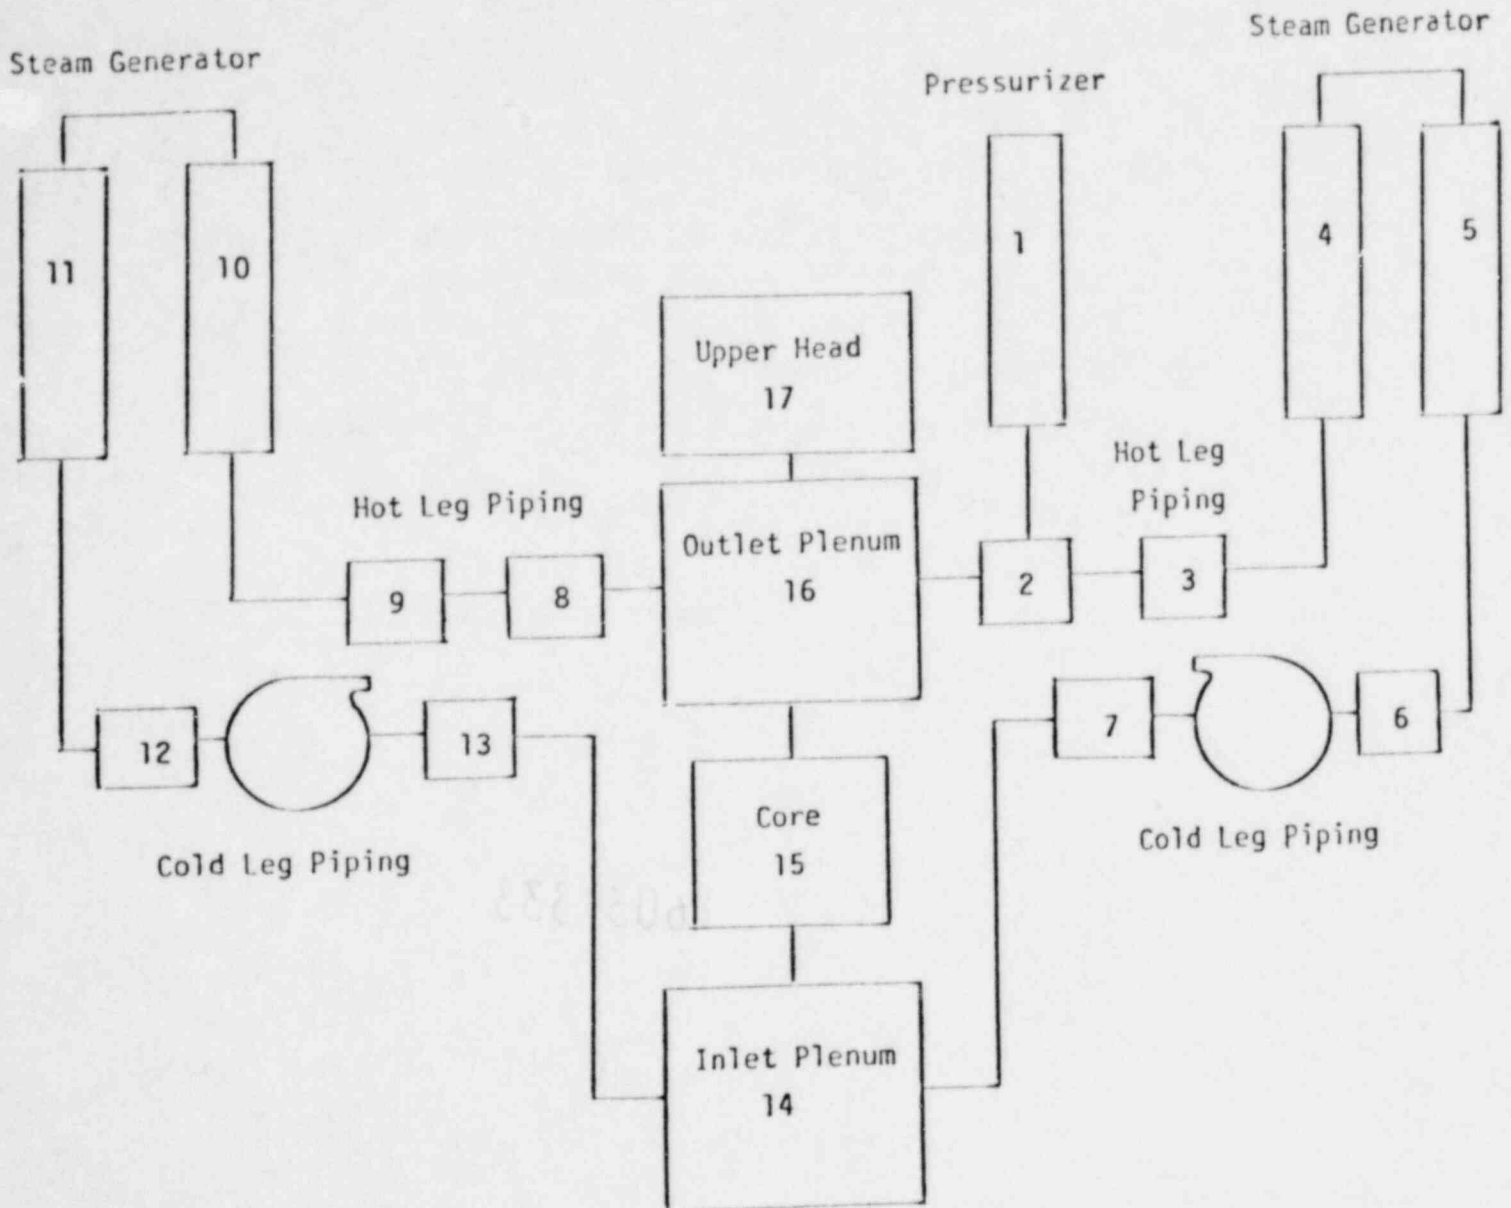 Steam Generator
Steam Generator
Pressurizer
11
10
1
4
5
Upper Head
17
Hot Leg
Piping
Hot Leg Piping
Outlet Plenum
16
9
8
2
3
12
13
7
6
Cold Leg Piping
Cold Leg Piping
Core
15
Inlet Plenum
14